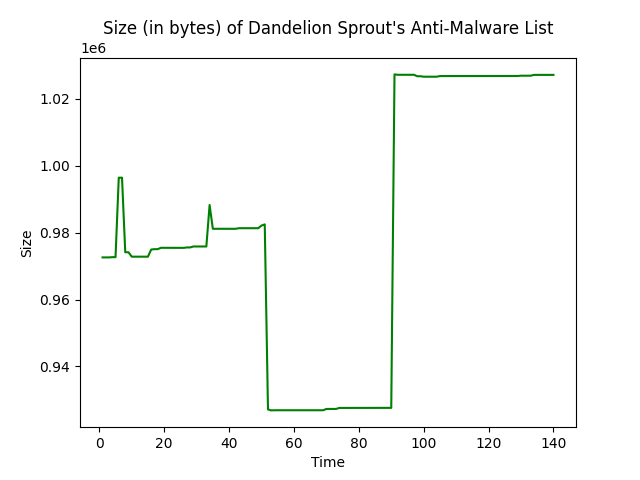 Size (in bytes) of Dandelion Sprout's Anti-Malware List
1e6
1.02
1.00
0.98
0.96
0.94
Size
0 20 40 60 80 100 120 140
Time